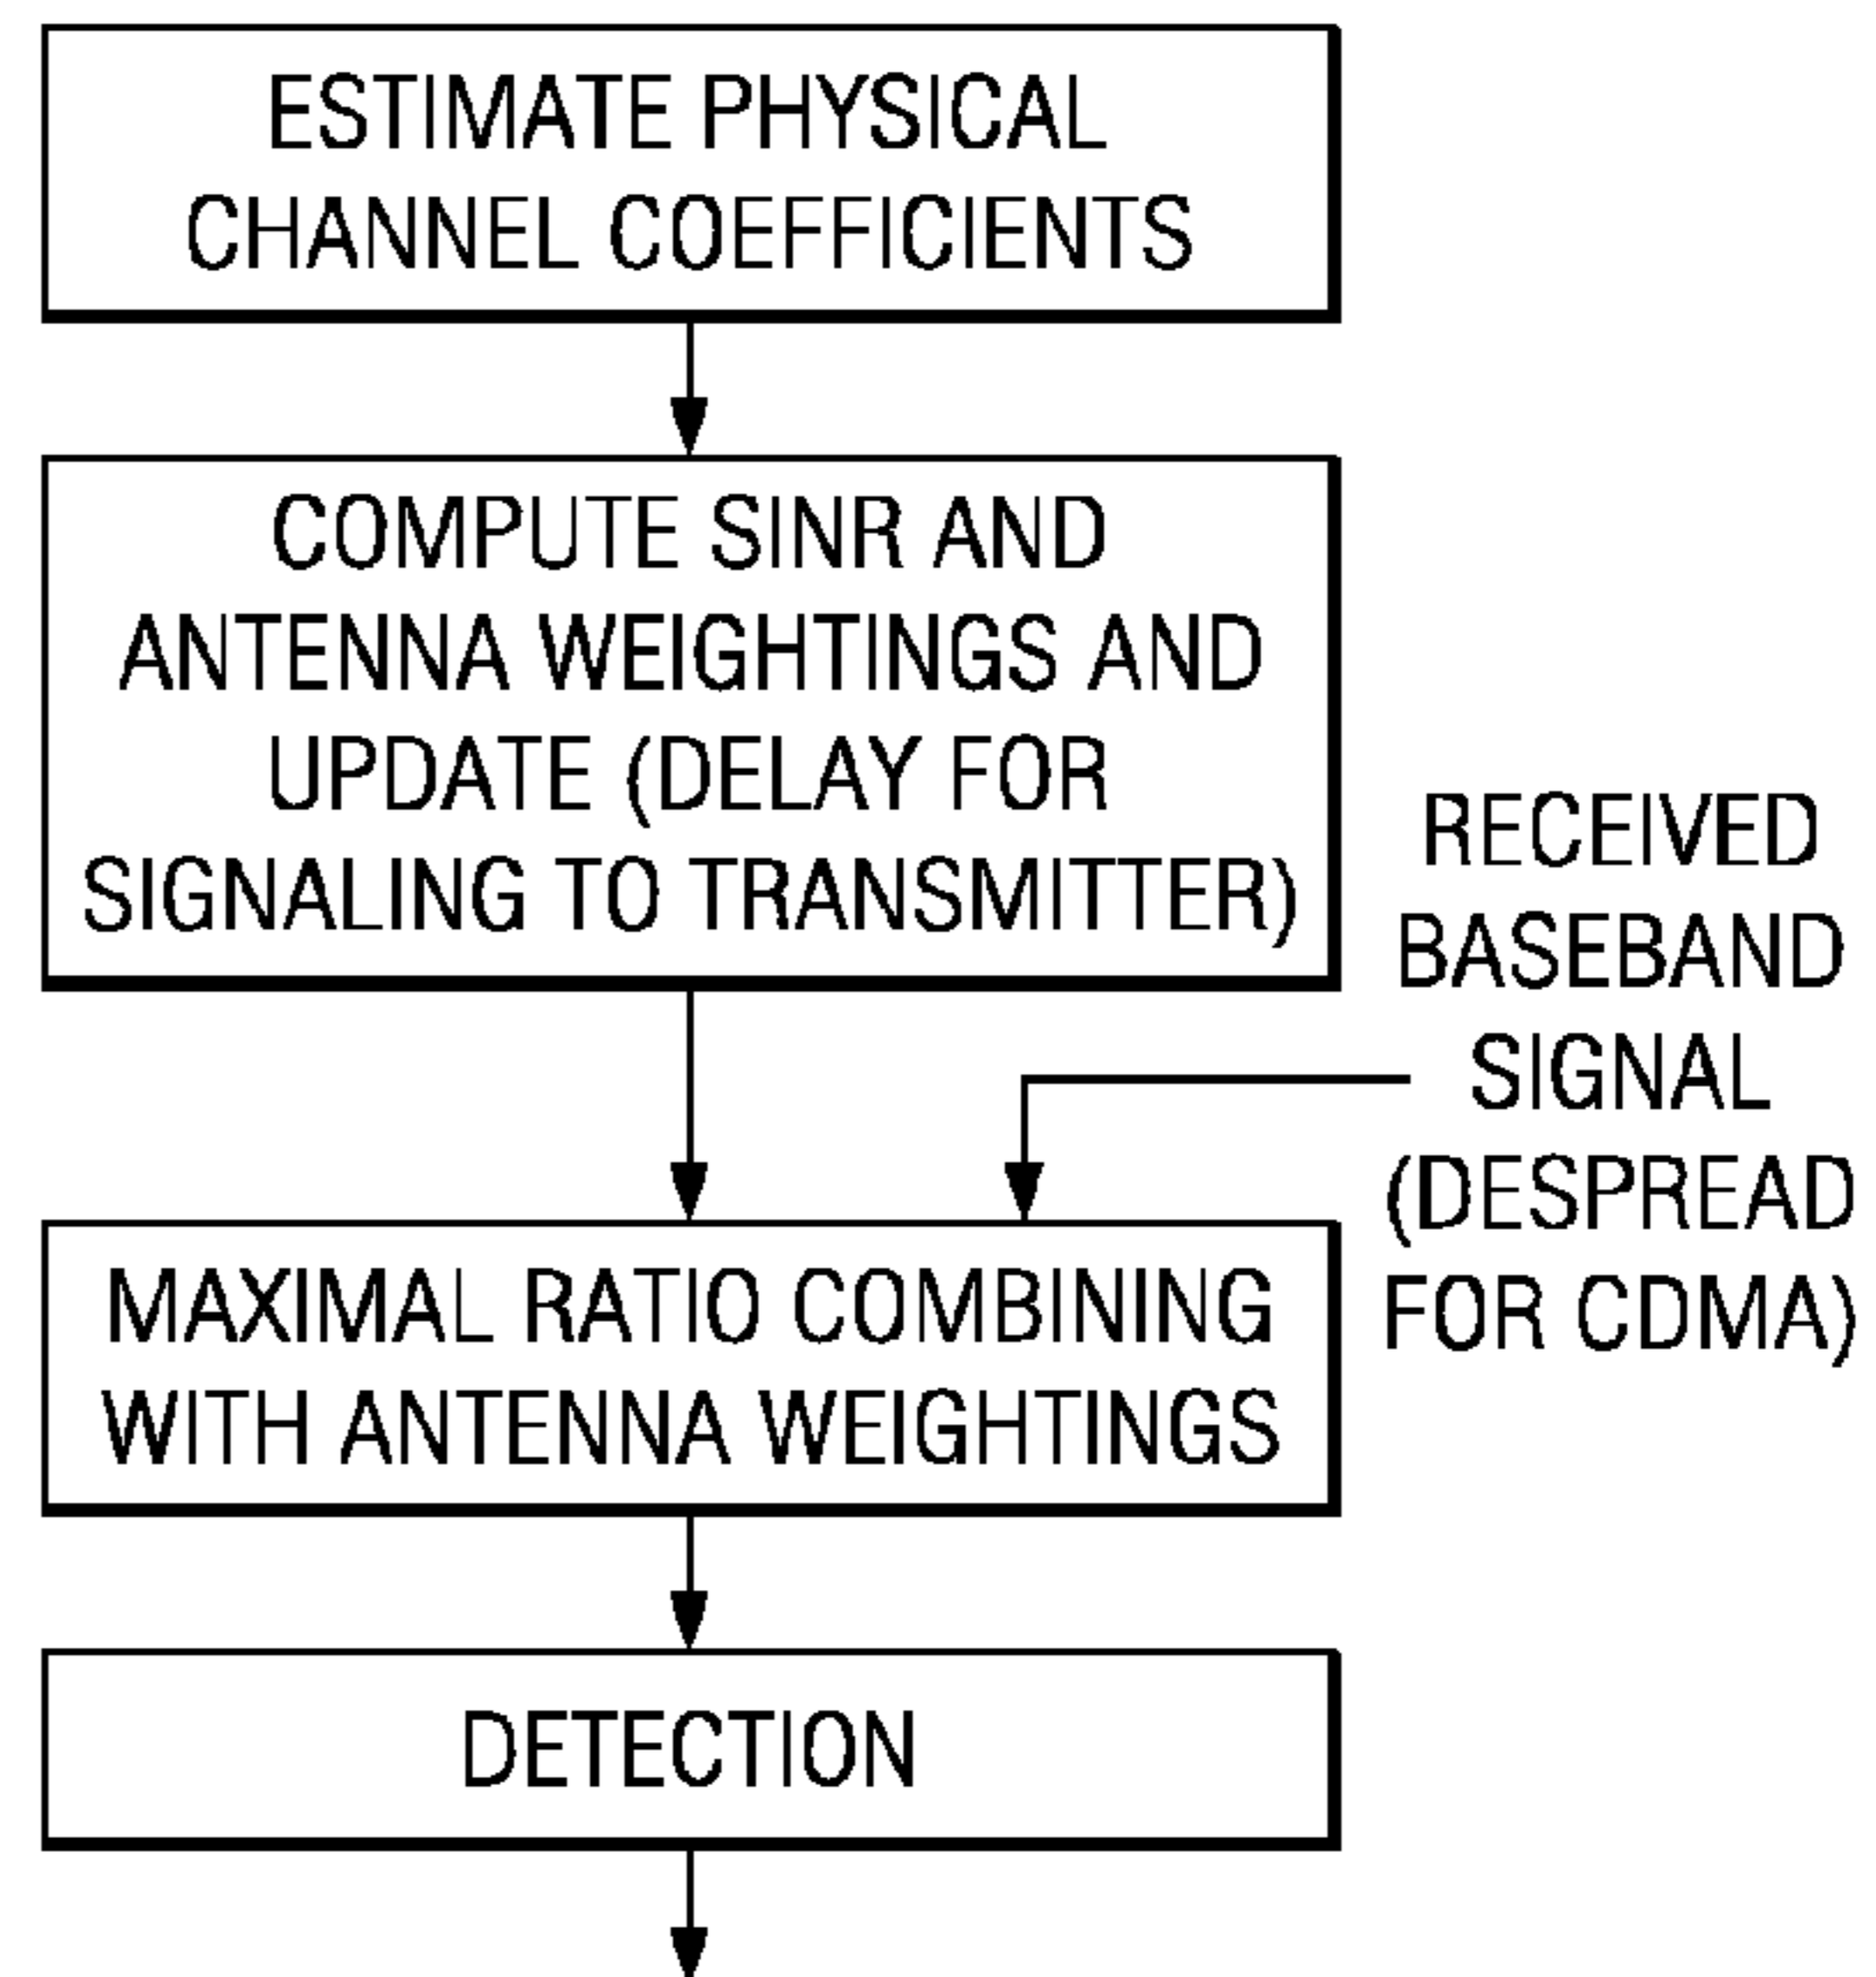 ESTIMATE PHYSICAL
CHANNEL COEFFICIENTS
COMPUTE SINR AND
ANTENNA WEIGHTINGS AND
UPDATE (DELAY FOR
SIGNALING TO TRANSMITTER)
RECEIVED
BASEBAND
SIGNAL
(DESPREAD
FOR CDMA)
MAXIMAL RATIO COMBINING
WITH ANTENNA WEIGHTINGS
DETECTION